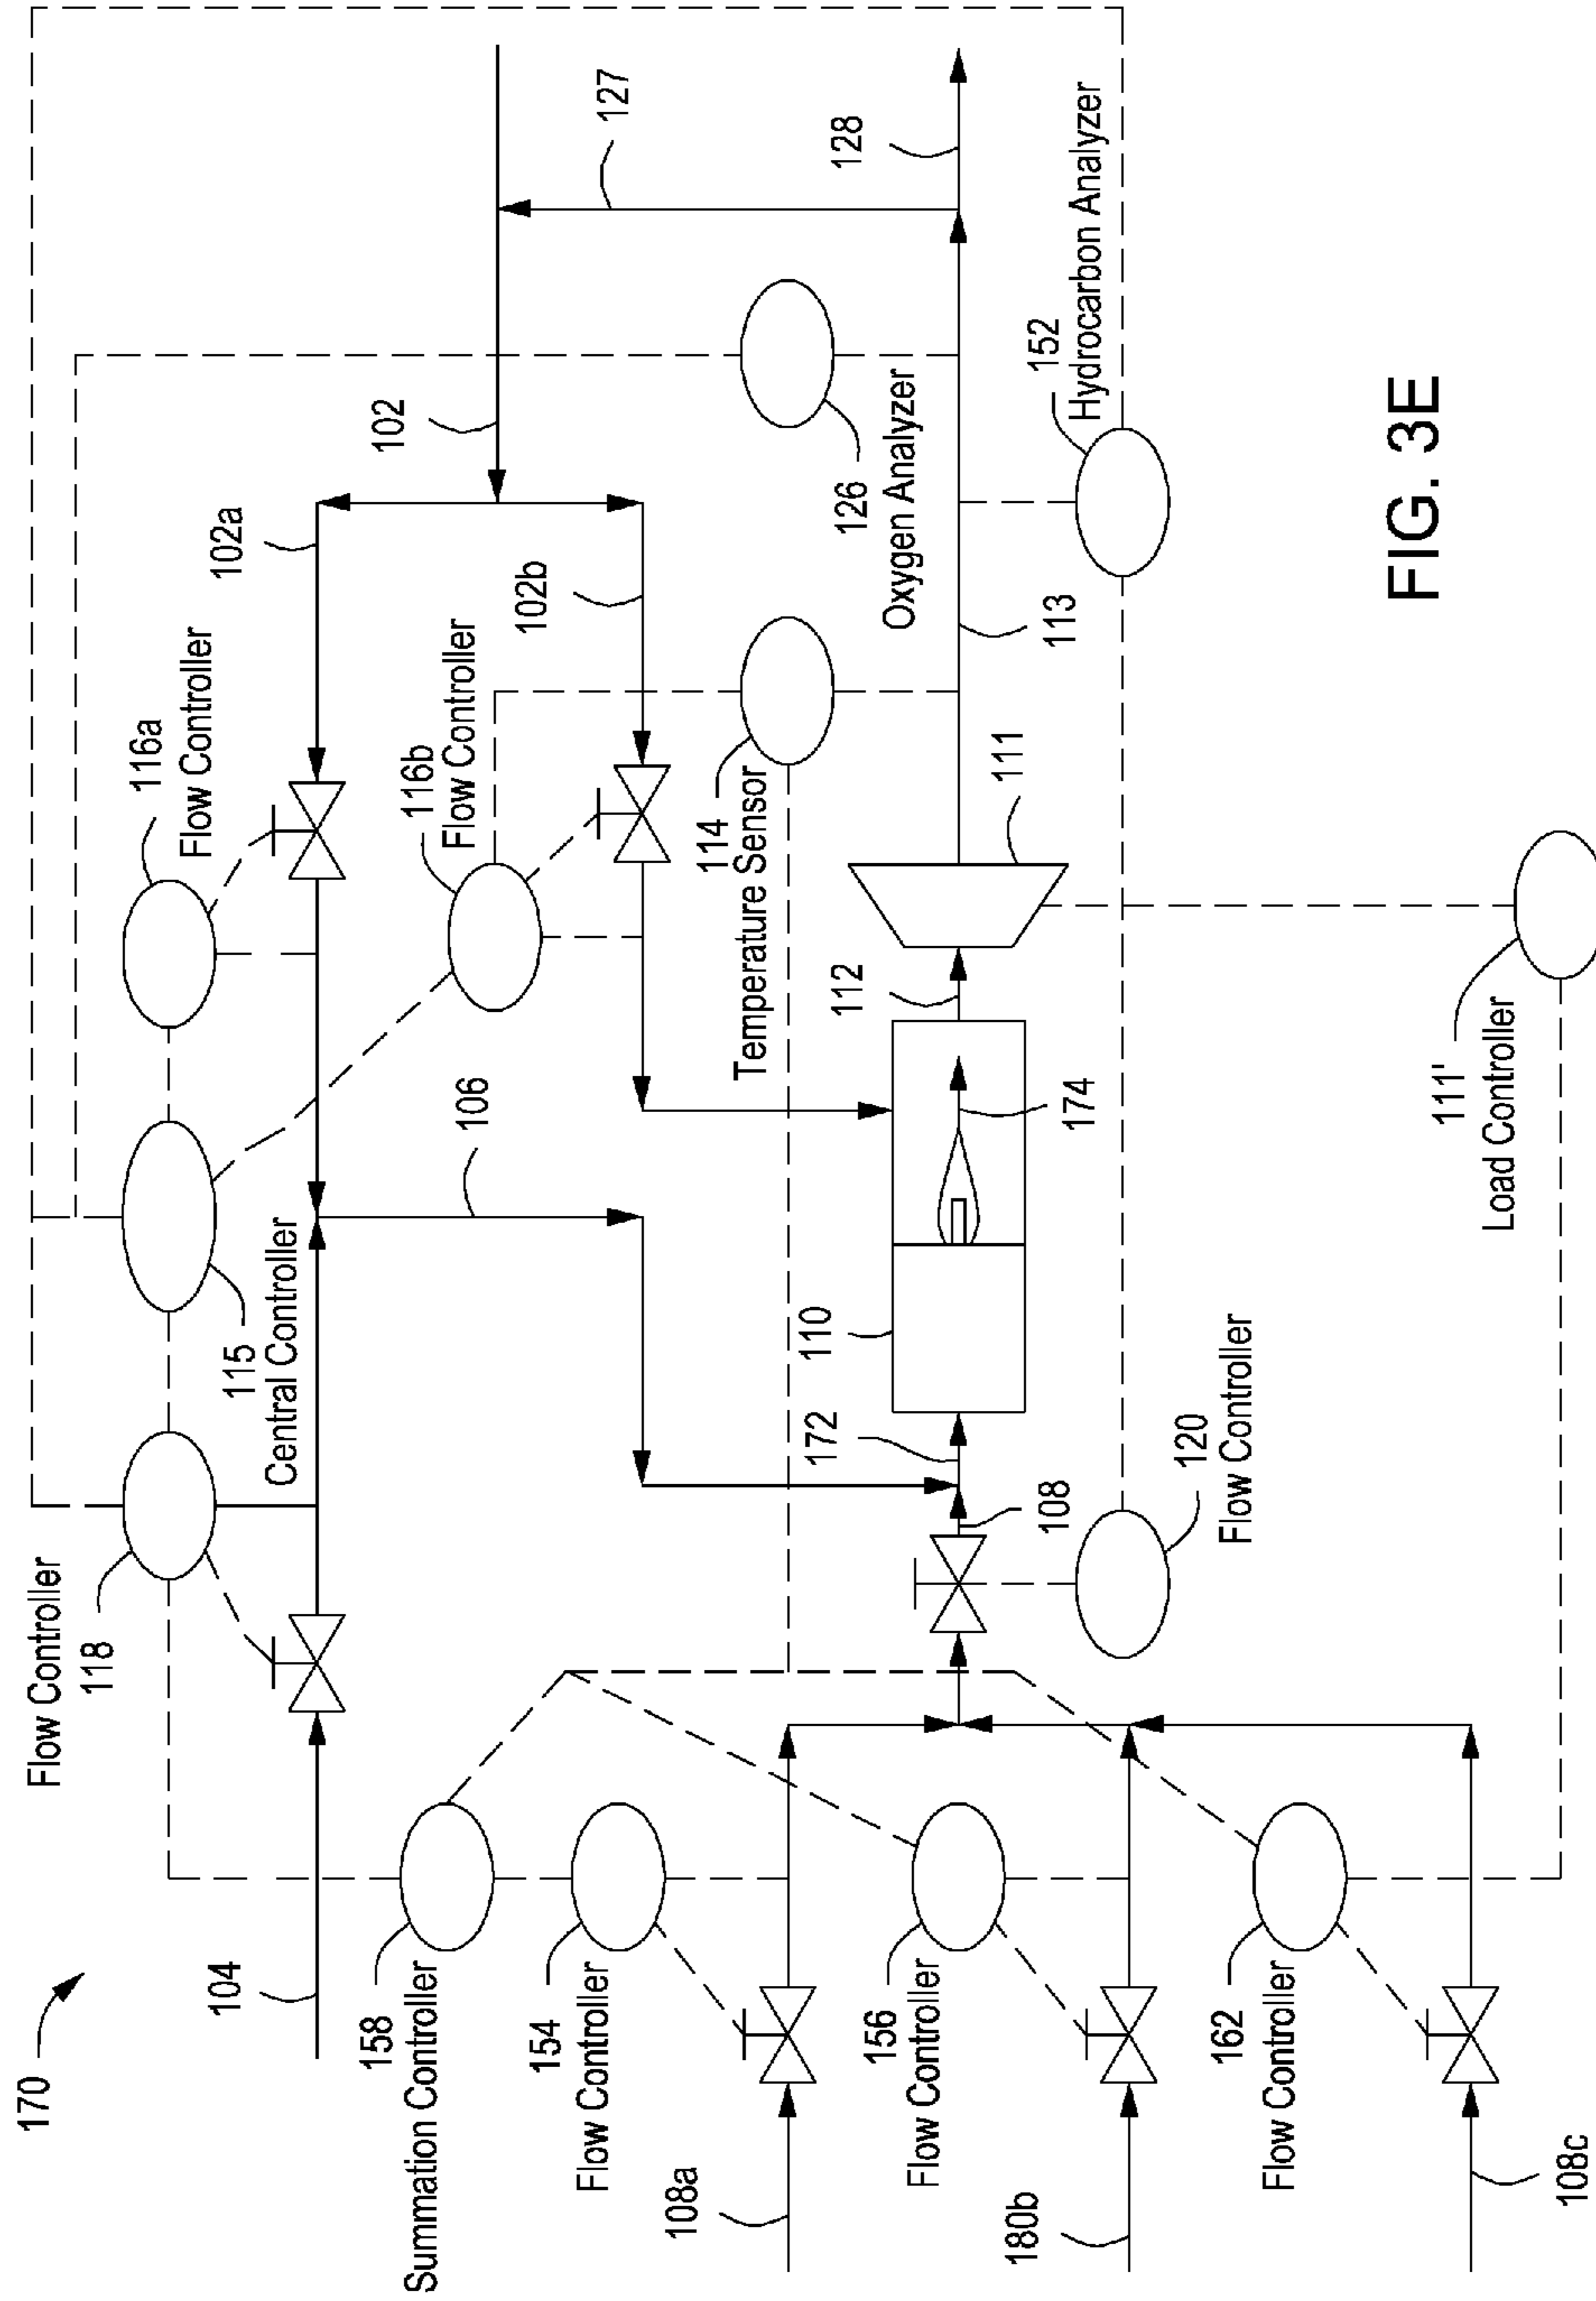 170
104
Flow Controller
118
115
Central Controller
116a
Flow Controller
102a
102
127
106
116b
Flow Controller
102b
158
Summation Controller
154
Flow Controller
108a
114
Temperature Sensor
126
Oxygen Analyzer
128
172
110
112
111
113
108
174
156
Flow Controller
180b
120
Flow Controller
152
Hydrocarbon Analyzer
162
Flow Controller
108c
111'
Load Controller
FIG. 3E